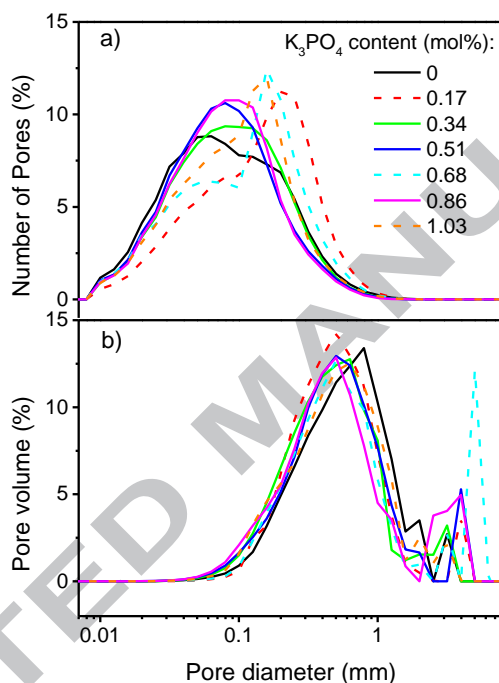 a)
K₃PO₄ content (mol%):
0
0.17
0.34
0.51
0.68
0.86
1.03
15
10
5
0
Number of Pores (%)
b)
15
10
5
0
Pore volume (%)
0.01 0.1 1
Pore diameter (mm)
TED MANU